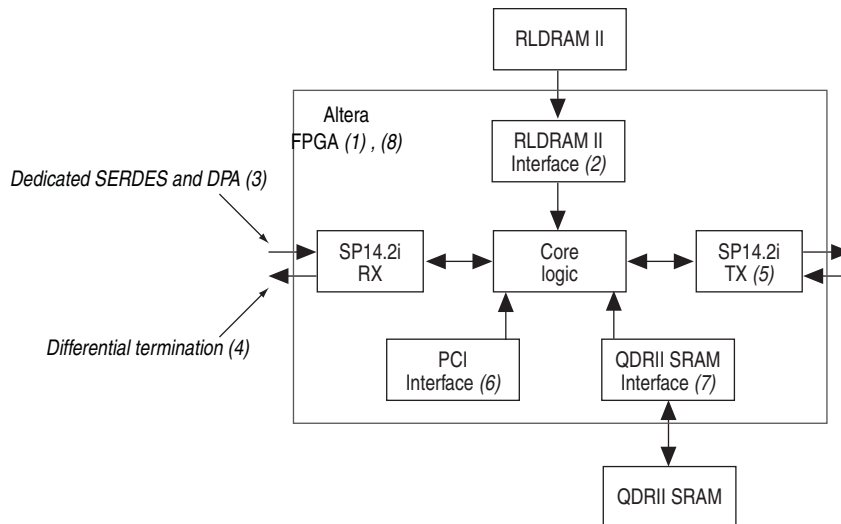 RLDRAM II
Altera
FPGA (1) , (8)
RLDRAM II
Interface (2)
Dedicated SERDES and DPA (3)
SP14.2i
RX
Core
logic
SP14.2i
TX (5)
Differential termination (4)
PCI
Interface (6)
QDRII SRAM
Interface (7)
QDRII SRAM